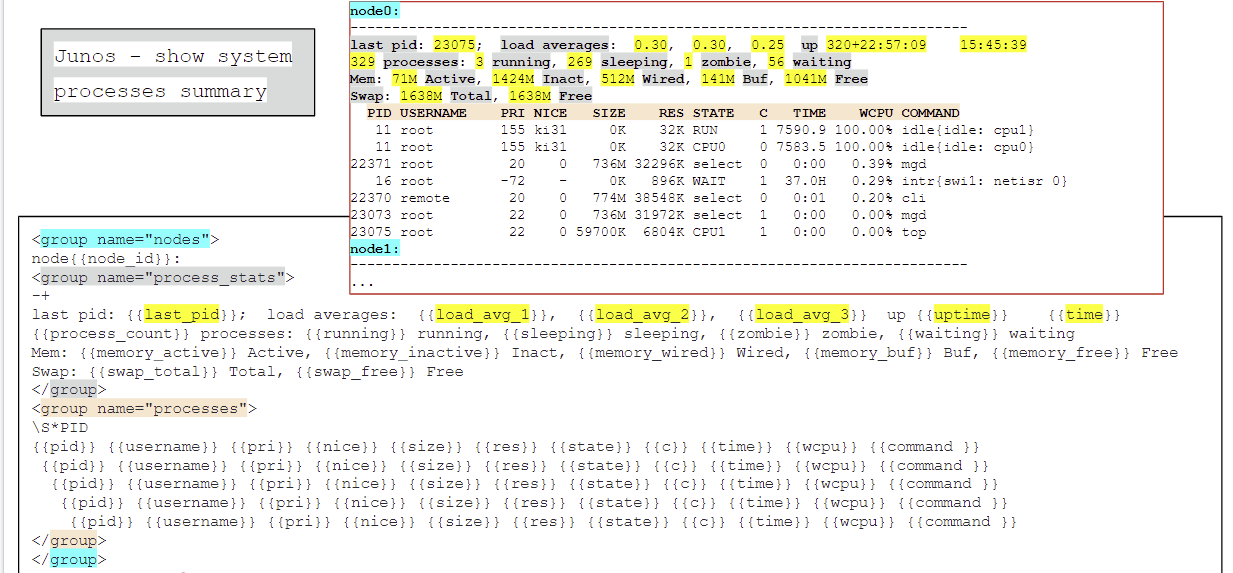 Junos – show system
processes summary
node0:
--------------------------------------------------------------------------
last pid: 23075;  load averages:  0.30,  0.30,  0.25  up 320+22:57:09    15:45:39
329 processes: 3 running, 269 sleeping, 1 zombie, 56 waiting
Mem: 71M Active, 1424M Inact, 512M Wired, 141M Buf, 1041M Free
Swap: 1638M Total, 1638M Free
  PID USERNAME    PRI NICE   SIZE    RES STATE   C   TIME    WCPU COMMAND
   11 root        155 ki31     0K    32K RUN     1 7590.9 100.00% idle{idle: cpu1}
   11 root        155 ki31     0K    32K CPU0    0 7583.5 100.00% idle{idle: cpu0}
22371 root         20    0   736M 32296K select  0   0:00   0.39% mgd
   16 root        -72    -     0K   896K WAIT    1  37.0H   0.29% intr{swi1: netisr 0}
22370 remote       20    0   774M 38548K select  0   0:01   0.20% cli
23073 root         22    0   736M 31972K select  1   0:00   0.00% mgd
23075 root         22    0 59700K  6804K CPU1    1   0:00   0.00% top
node1:
--------------------------------------------------------------------------
...
<group name="nodes">
node{{node_id}}:
<group name="process_stats">
-+
last pid: {{last_pid}};  load averages:  {{load_avg_1}},  {{load_avg_2}},  {{load_avg_3}}  up {{uptime}}    {{time}}
{{process_count}} processes: {{running}} running, {{sleeping}} sleeping, {{zombie}} zombie, {{waiting}} waiting
Mem: {{memory_active}} Active, {{memory_inactive}} Inact, {{memory_wired}} Wired, {{memory_buf}} Buf, {{memory_free}} Free
Swap: {{swap_total}} Total, {{swap_free}} Free
</group>
<group name="processes">
\S*PID
{{pid}} {{username}} {{pri}} {{nice}} {{size}} {{res}} {{state}} {{c}} {{time}} {{wcpu}} {{command }}
 {{pid}} {{username}} {{pri}} {{nice}} {{size}} {{res}} {{state}} {{c}} {{time}} {{wcpu}} {{command }}
  {{pid}} {{username}} {{pri}} {{nice}} {{size}} {{res}} {{state}} {{c}} {{time}} {{wcpu}} {{command }}
   {{pid}} {{username}} {{pri}} {{nice}} {{size}} {{res}} {{state}} {{c}} {{time}} {{wcpu}} {{command }}
    {{pid}} {{username}} {{pri}} {{nice}} {{size}} {{res}} {{state}} {{c}} {{time}} {{wcpu}} {{command }}
</group>
</group>